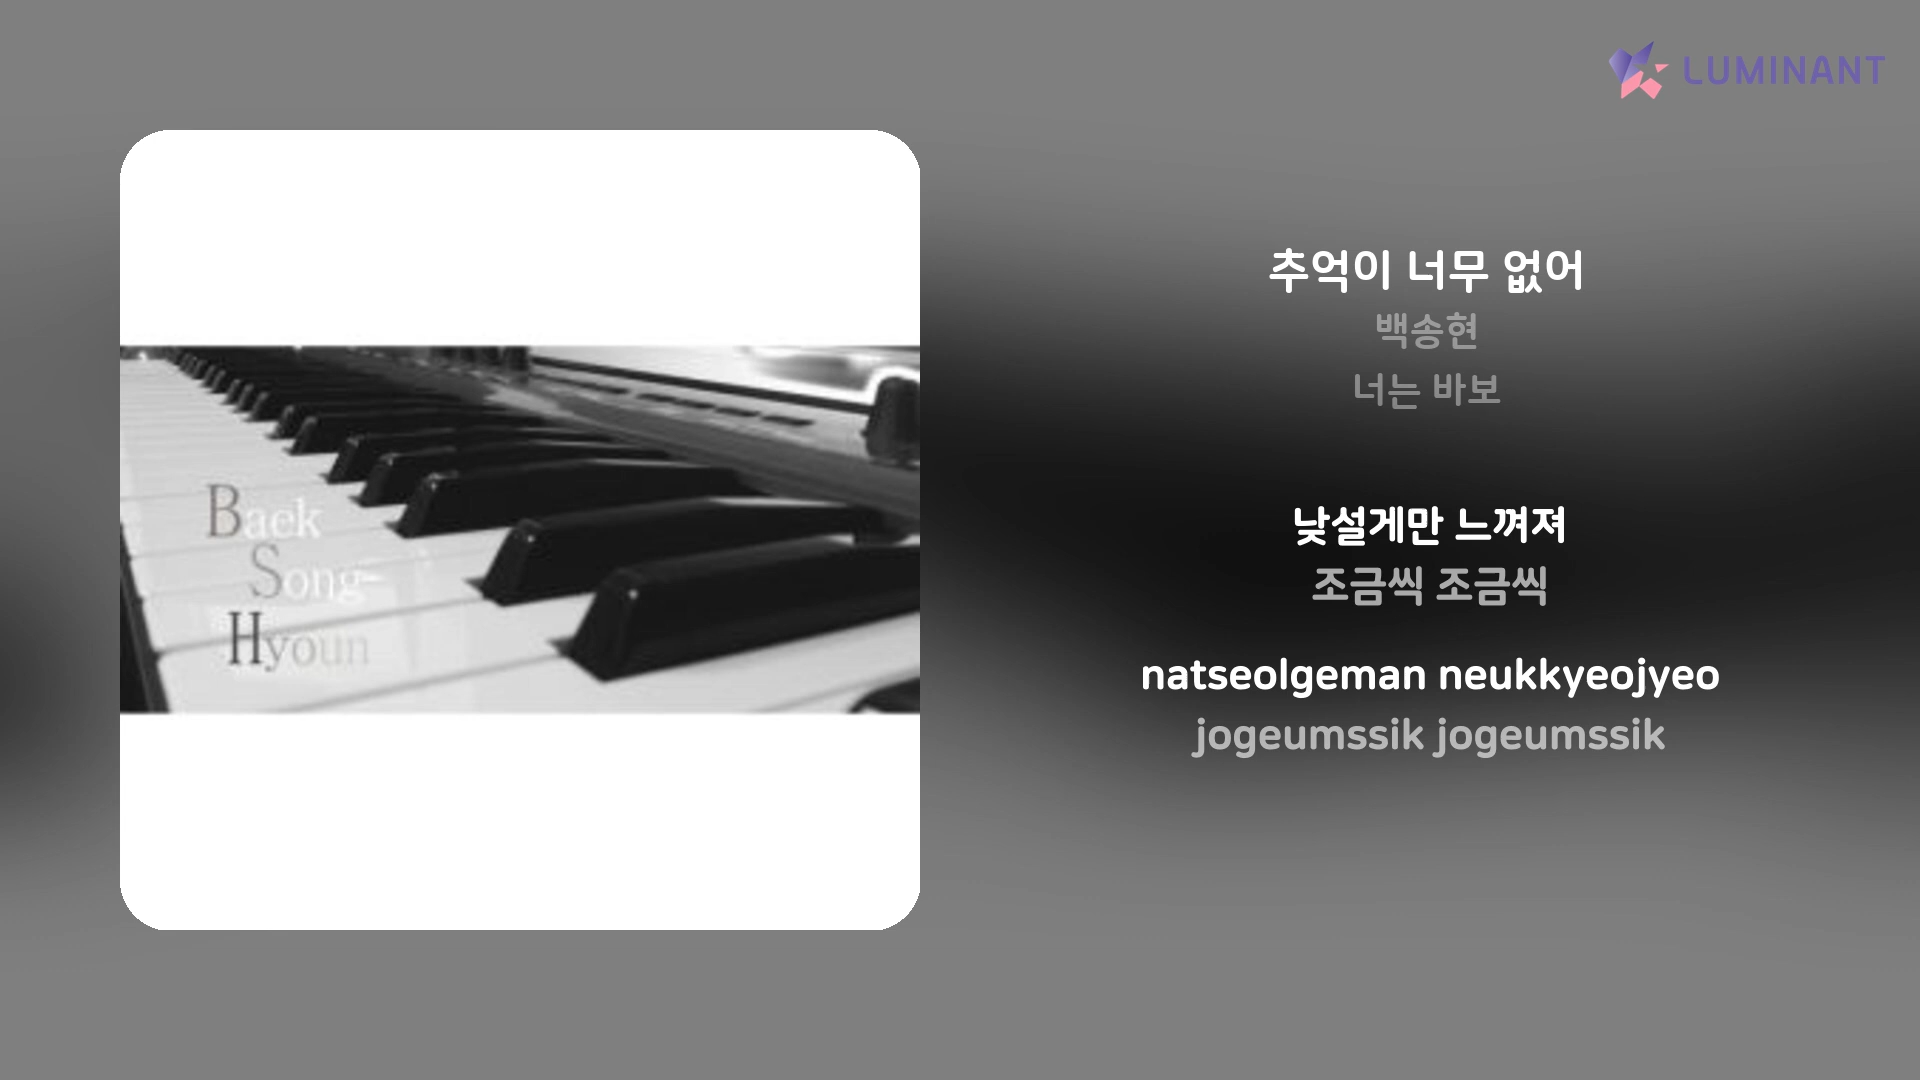 LUMINANT
Baek
Song
Hyoun
추억이 너무 없어
백송현
너는 바보
낯설게만 느껴져
조금씩 조금씩
natseolgeman neukkyeojyeo
jogeumssik jogeumssik